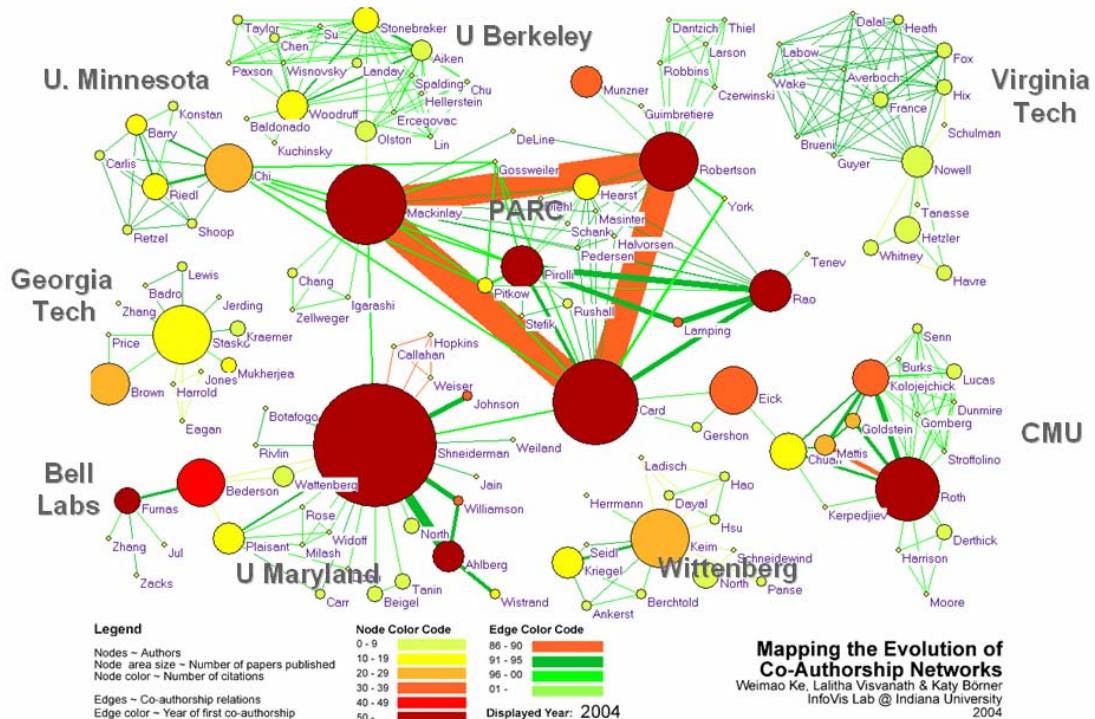 Taylor
Su
Stonebraker
U Berkeley
Chen
Aiken
Paxson
Wisnovsky
Landay
Spalding
Chu
Hellerstein
Woodruff
Ercegovac
Baldonado
Kuchinsky
Olston
Lin
Dantzich
Thiel
Larson
Robbins
Czerwinski
Munzner
Guimbretiere
DeLine
Robertson
Gossweiler
York
Dalal
Heath
Labow
Fox
Wake
Averboch
Virginia
Tech
France
Hix
Schulman
Brueni
Guyer
Nowell
Tanasse
Hetzler
Whitney
Havre
U. Minnesota
Konstan
Barry
Carlis
Chi
Riedl
Retzel
Shoop
Mackinlay
PARC
Hearst
Masinter
Schank
Halvorsen
Pedersen
Pirolli
Pitkow
Rushall
Stefik
Lamping
Tenev
Rao
Chang
Igarashi
Zellweger
Georgia
Tech
Lewis
Badro
Zhang
Jerding
Stasko
Kraemer
Price
Mukherjea
Jones
Brown
Harrold
Eagan
Hopkins
Callahan
Weiser
Johnson
Card
Eick
Gershon
Botafogo
Shneiderman
Weiland
Rivlin
Bell
Labs
Bederson
Wattenberg
Jain
Furnas
Williamson
Rose
North
Zhang
Jul
Plaisant
Widoff
Milash
Ahlberg
Zacks
U Maryland
Carr
Beigel
Tanin
Wistrand
Senn
Burks
Kolojejchick
Lucas
Goldstein
Dunmire
Gomberg
CMU
Mattis
Chuah
Stroffolino
Roth
Kerpedjiev
Derthick
Harrison
Moore
Ladisch
Hao
Herrmann
Dayal
Hsu
Keim
Seidl
Schneidewind
Kriegel
Wittenberg
North
Panse
Berchtold
Ankerst
Legend
Nodes ~ Authors
Node area size ~ Number of papers published
Node color ~ Number of citations
Edges ~ Co-authorship relations
Edge color ~ Year of first co-authorship
Node Color Code
0 - 9
10 - 19
20 - 29
30 - 39
40 - 49
50 -
Edge Color Code
86 - 90
91 - 95
96 - 00
01 -
Displayed Year: 2004
Mapping the Evolution of
Co-Authorship Networks
Weimao Ke, Lalitha Visvanath & Katy Börner
InfoVis Lab @ Indiana University
2004